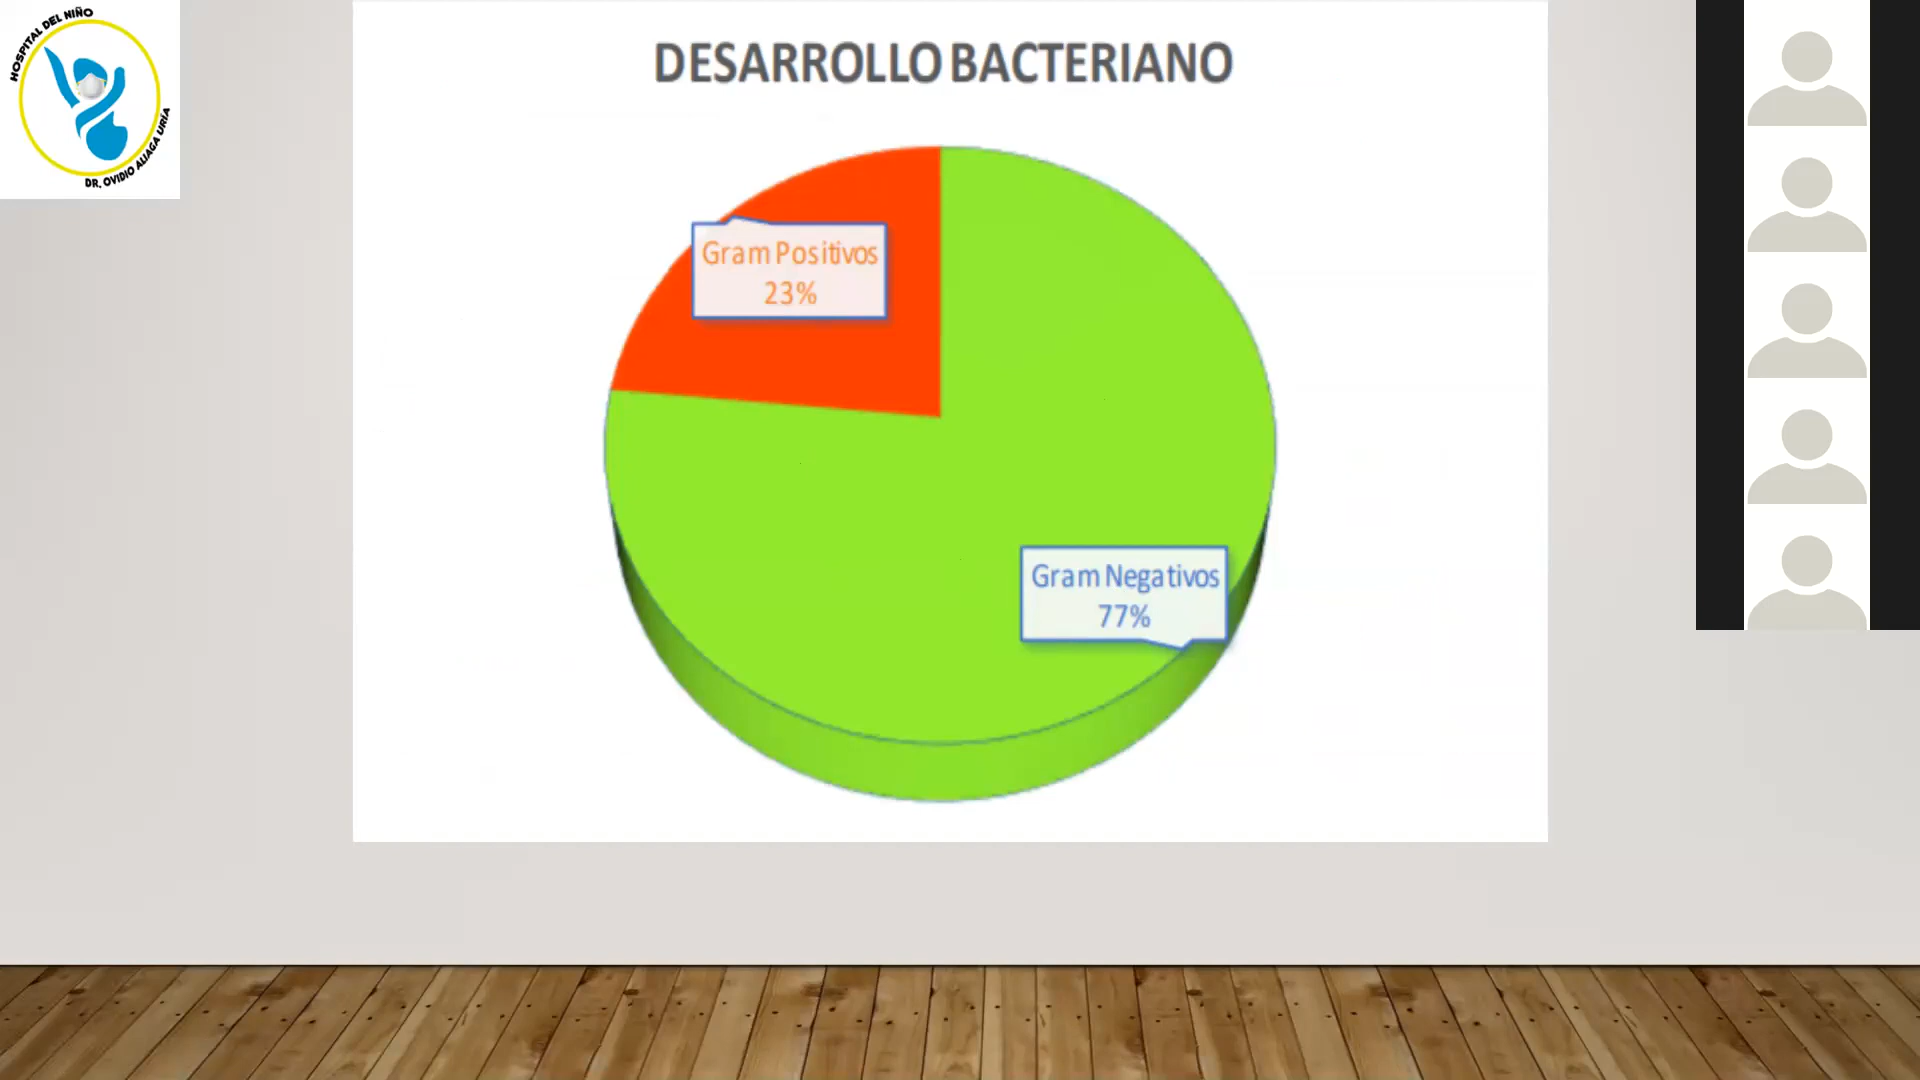 HOSPITAL DEL NIÑO
DR. OVIDIO ALIAGA URIA
DESARROLLO BACTERIANO
Gram Positivos
23%
Gram Negativos
77%